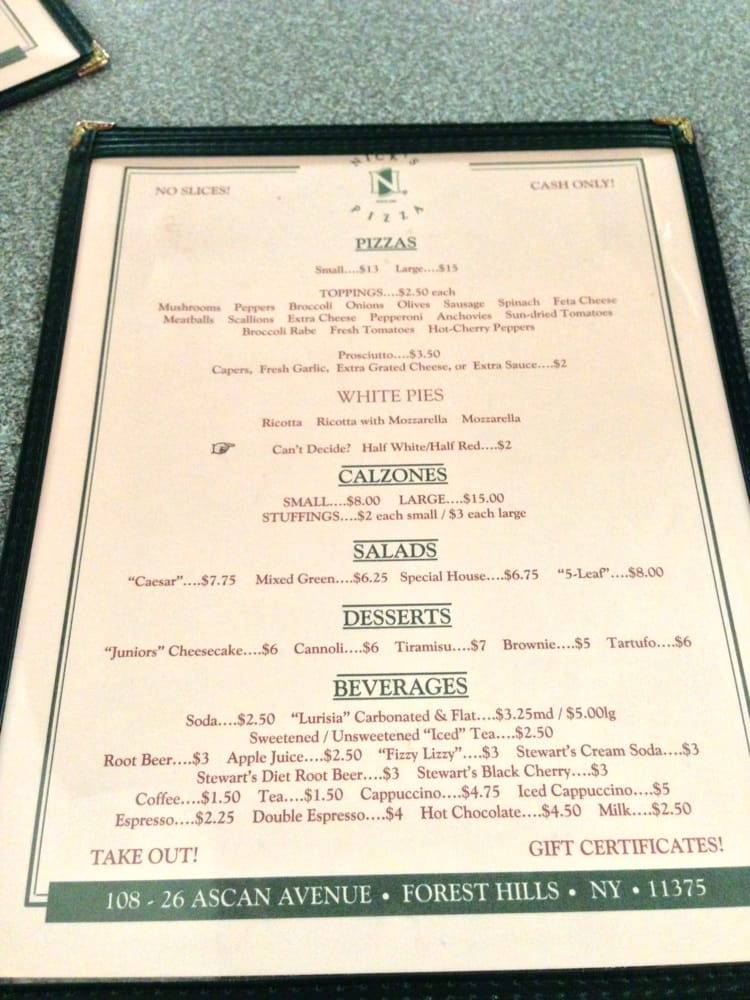 NICK'S
N
PIZZA
NO SLICES!
CASH ONLY!
PIZZAS
Small....$13 Large....$15
TOPPINGS....$2.50 each
Mushrooms Peppers Broccoli Onions Olives Sausage Spinach Feta Cheese
Meatballs Scallions Extra Cheese Pepperoni Anchovies Sun-dried Tomatoes
Broccoli Rabe Fresh Tomatoes Hot-Cherry Peppers
Prosciutto....$3.50
Capers, Fresh Garlic, Extra Grated Cheese, or Extra Sauce....$2
WHITE PIES
Ricotta Ricotta with Mozzarella Mozzarella
Can't Decide? Half White/Half Red....$2
CALZONES
SMALL....$8.00 LARGE....$15.00
STUFFINGS....$2 each small / $3 each large
SALADS
“Caesar”....$7.75 Mixed Green....$6.25 Special House....$6.75 “5-Leaf”....$8.00
DESSERTS
“Juniors” Cheesecake....$6 Cannoli....$6 Tiramisu....$7 Brownie....$5 Tartufo....$6
BEVERAGES
Soda....$2.50 “Lurisia” Carbonated & Flat....$3.25md / $5.00lg
Sweetened / Unsweetened “Iced” Tea....$2.50
Root Beer....$3 Apple Juice....$2.50 “Fizzy Lizzy”....$3 Stewart's Cream Soda....$3
Stewart's Diet Root Beer....$3 Stewart's Black Cherry....$3
Coffee....$1.50 Tea....$1.50 Cappuccino....$4.75 Iced Cappuccino....$5
Espresso....$2.25 Double Espresso....$4 Hot Chocolate....$4.50 Milk....$2.50
TAKE OUT!
GIFT CERTIFICATES!
108 - 26 ASCAN AVENUE • FOREST HILLS • NY • 11375